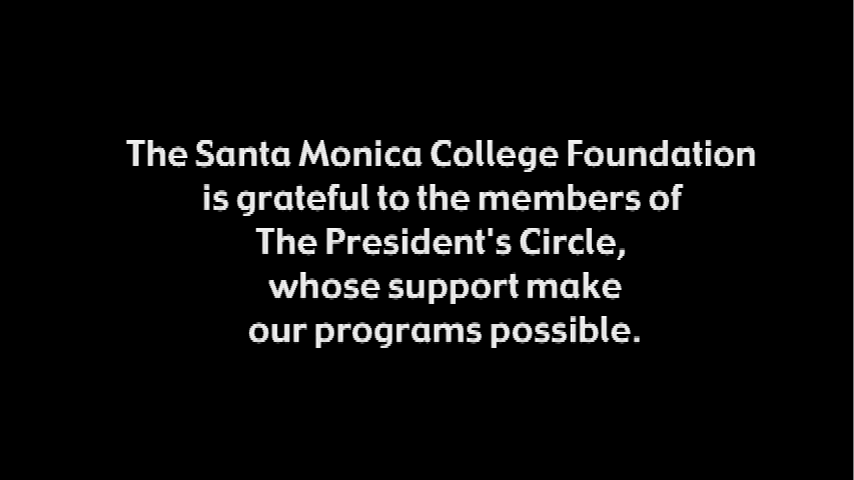 The Santa Monica College Foundation
is grateful to the members of
The President's Circle,
whose support make
our programs possible.